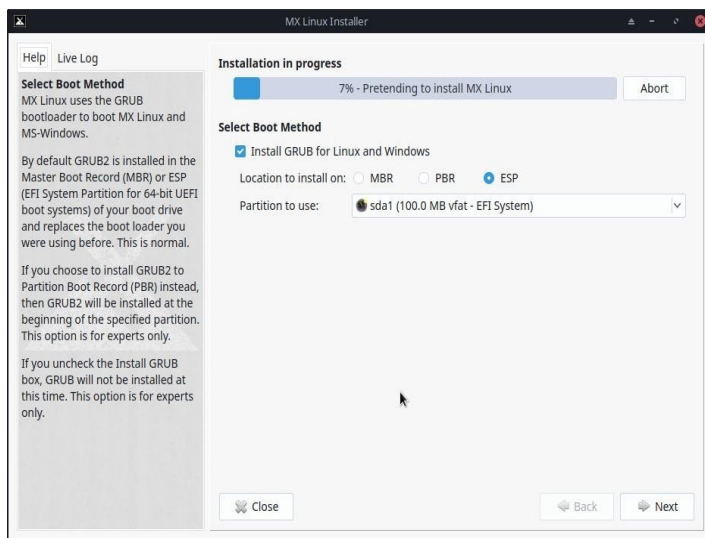 MX Linux Installer
Help Live Log
Select Boot Method
MX Linux uses the GRUB
bootloader to boot MX Linux and
MS-Windows.
By default GRUB2 is installed in the
Master Boot Record (MBR) or ESP
(EFI System Partition for 64-bit UEFI
boot systems) of your boot drive
and replaces the boot loader you
were using before. This is normal.
If you choose to install GRUB2 to
Partition Boot Record (PBR) instead,
then GRUB2 will be installed at the
beginning of the specified partition.
This option is for experts only.
If you uncheck the Install GRUB
box, GRUB will not be installed at
this time. This option is for experts
only.
Installation in progress
7% - Pretending to install MX Linux Abort
Select Boot Method
Install GRUB for Linux and Windows
Location to install on: MBR PBR ESP
Partition to use: sda1 (100.0 MB vfat - EFI System)
Close Back Next